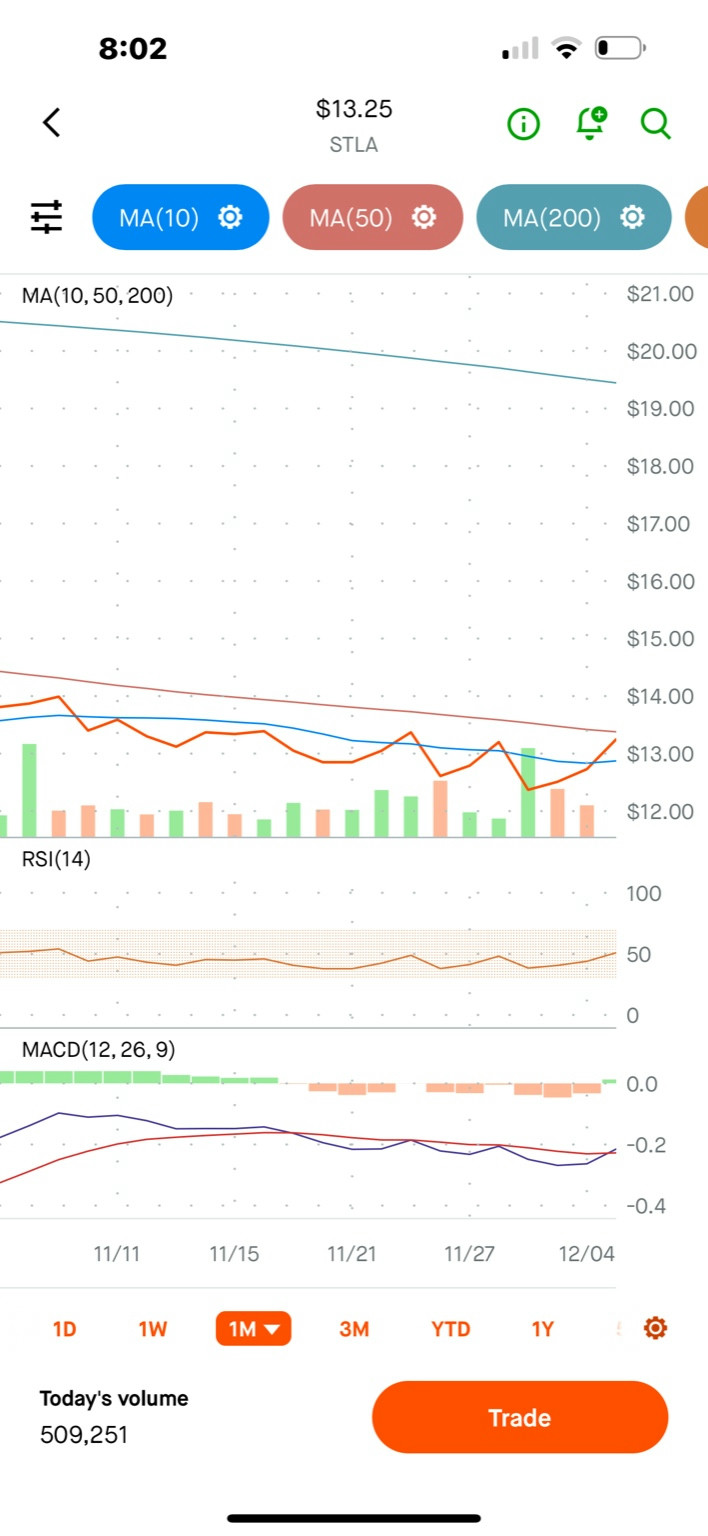 8:02
$13.25
STLA
MA(10)
MA(50)
MA(200)
MA(10, 50, 200)
$21.00
$20.00
$19.00
$18.00
$17.00
$16.00
$15.00
$14.00
$13.00
$12.00
RSI(14)
100
50
0
MACD(12, 26, 9)
0.0
-0.2
-0.4
11/11 11/15 11/21 11/27 12/04
1D 1W 1M 3M YTD 1Y
Today's volume
509,251
Trade